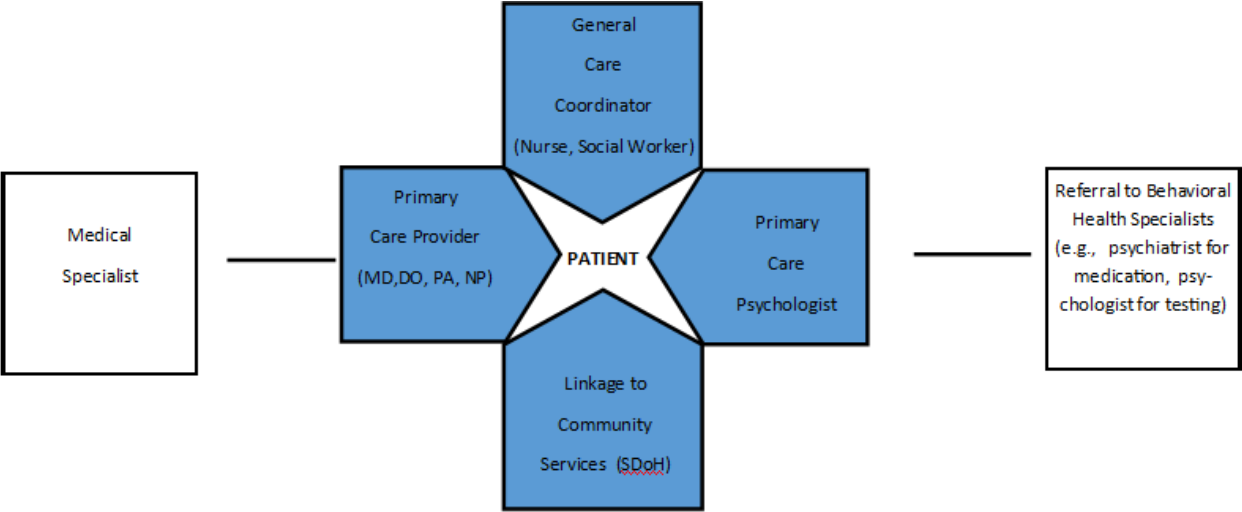 General
Care
Coordinator
(Nurse, Social Worker)
Medical
Specialist
Primary
Care Provider
(MD,DO, PA, NP)
PATIENT
Primary
Care
Psychologist
Referral to Behavioral
Health Specialists
(e.g., psychiatrist for
medication, psy-
chologist for testing)
Linkage to
Community
Services (SDoH)